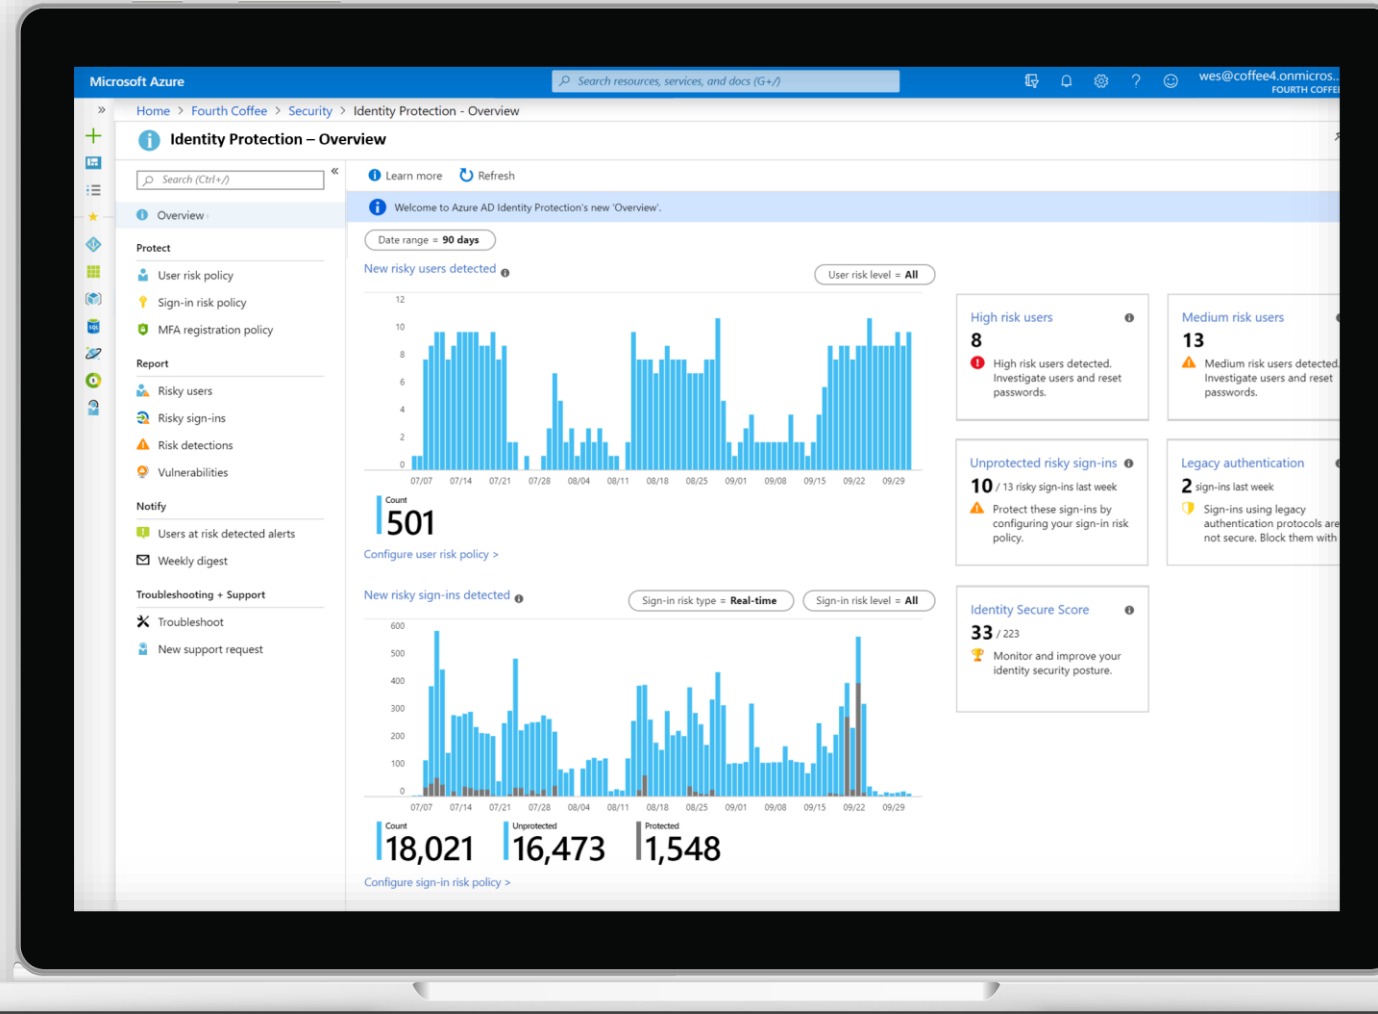 Microsoft Azure
Search resources, services, and docs (G+/)
wes@coffee4.onmicros...
FOURTH COFFEE
Home > Fourth Coffee > Security > Identity Protection - Overview
Identity Protection – Overview
Search (Ctrl+/)
Overview
Protect
User risk policy
Sign-in risk policy
MFA registration policy
Report
Risky users
Risky sign-ins
Risk detections
Vulnerabilities
Notify
Users at risk detected alerts
Weekly digest
Troubleshooting + Support
Troubleshoot
New support request
Learn more
Refresh
Welcome to Azure AD Identity Protection's new 'Overview'.
Date range = 90 days
New risky users detected
User risk level = All
12
10
8
6
4
2
0
07/07 07/14 07/21 07/28 08/04 08/11 08/18 08/25 09/01 09/08 09/15 09/22 09/29
Count
501
Configure user risk policy >
New risky sign-ins detected
Sign-in risk type = Real-time
Sign-in risk level = All
600
500
400
300
200
100
0
07/07 07/14 07/21 07/28 08/04 08/11 08/18 08/25 09/01 09/08 09/15 09/22 09/29
Count
18,021
Unprotected
16,473
Protected
1,548
Configure sign-in risk policy >
High risk users
8
High risk users detected.
Investigate users and reset
passwords.
Medium risk users
13
Medium risk users detected.
Investigate users and reset
passwords.
Unprotected risky sign-ins
10 / 13 risky sign-ins last week
Protect these sign-ins by
configuring your sign-in risk
policy.
Legacy authentication
2 sign-ins last week
Sign-ins using legacy
authentication protocols are
not secure. Block them with
Identity Secure Score
33 / 223
Monitor and improve your
identity security posture.